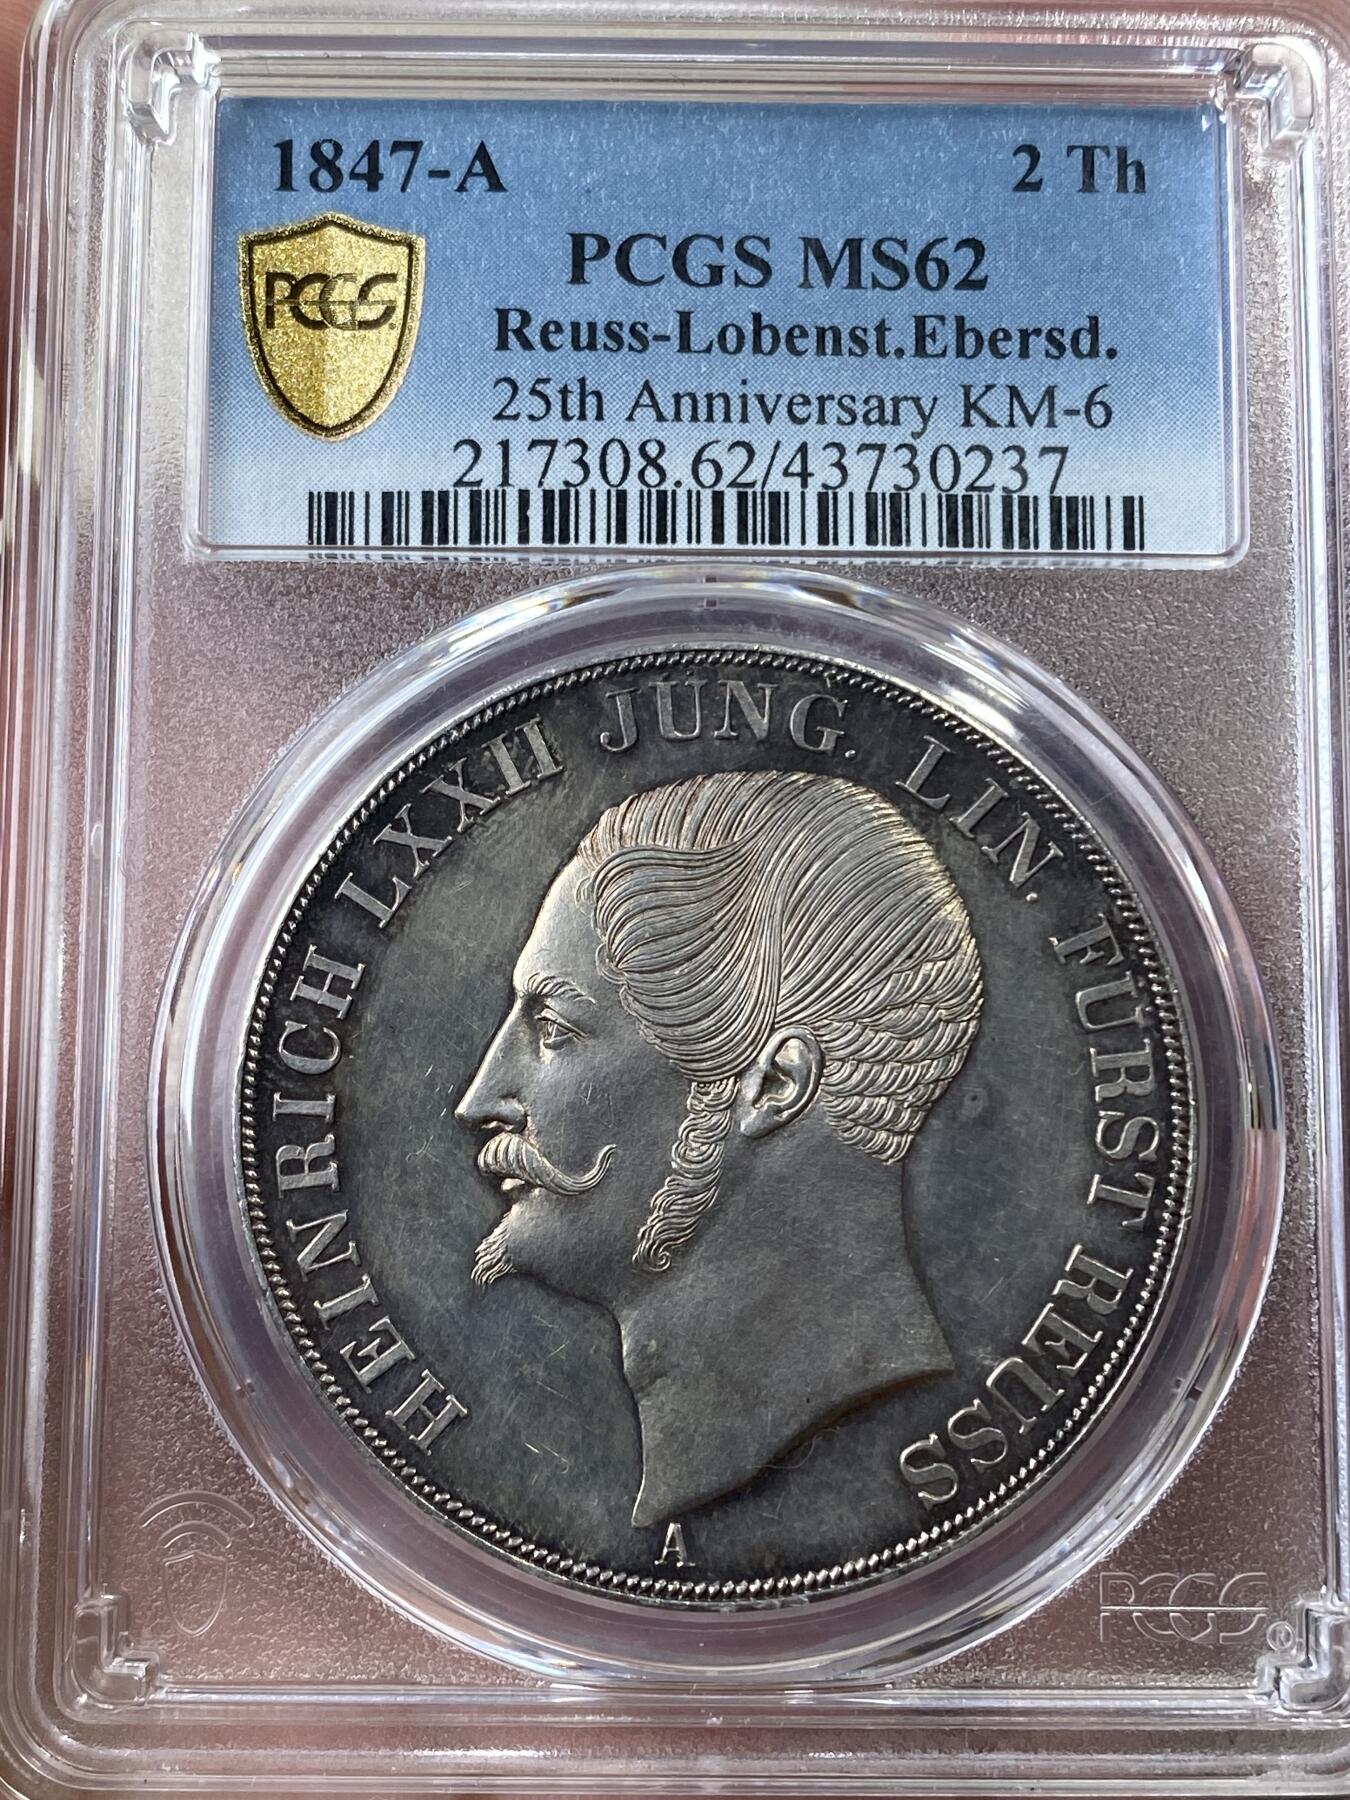 1847-A 2 Th
PCGS
PCGS MS62
Reuss-Lobenst.Ebersd.
25th Anniversary KM-6
217308.62/43730237
HEINRICH LXXII JÜNG. LIN. FÜRST REUSS
A
PCGS®